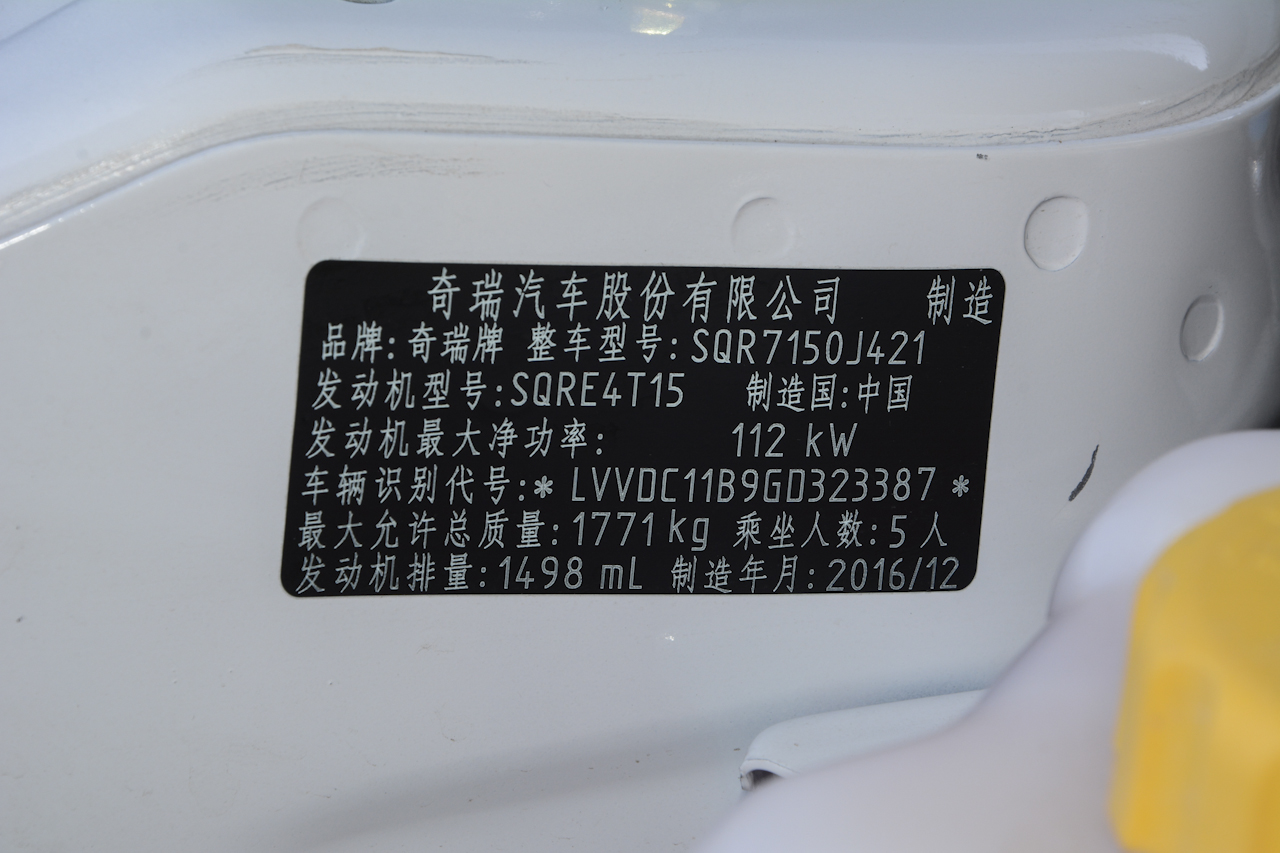 奇瑞汽车股份有限公司 制造
品牌:奇瑞牌 整车型号:SQR7150J421
发动机型号:SQRE4T15 制造国:中国
发动机最大净功率: 112 kW
车辆识别代号:* LVVDC11B9GD323387 *
最大允许总质量:1771kg 乘坐人数:5人
发动机排量:1498 mL 制造年月:2016/12